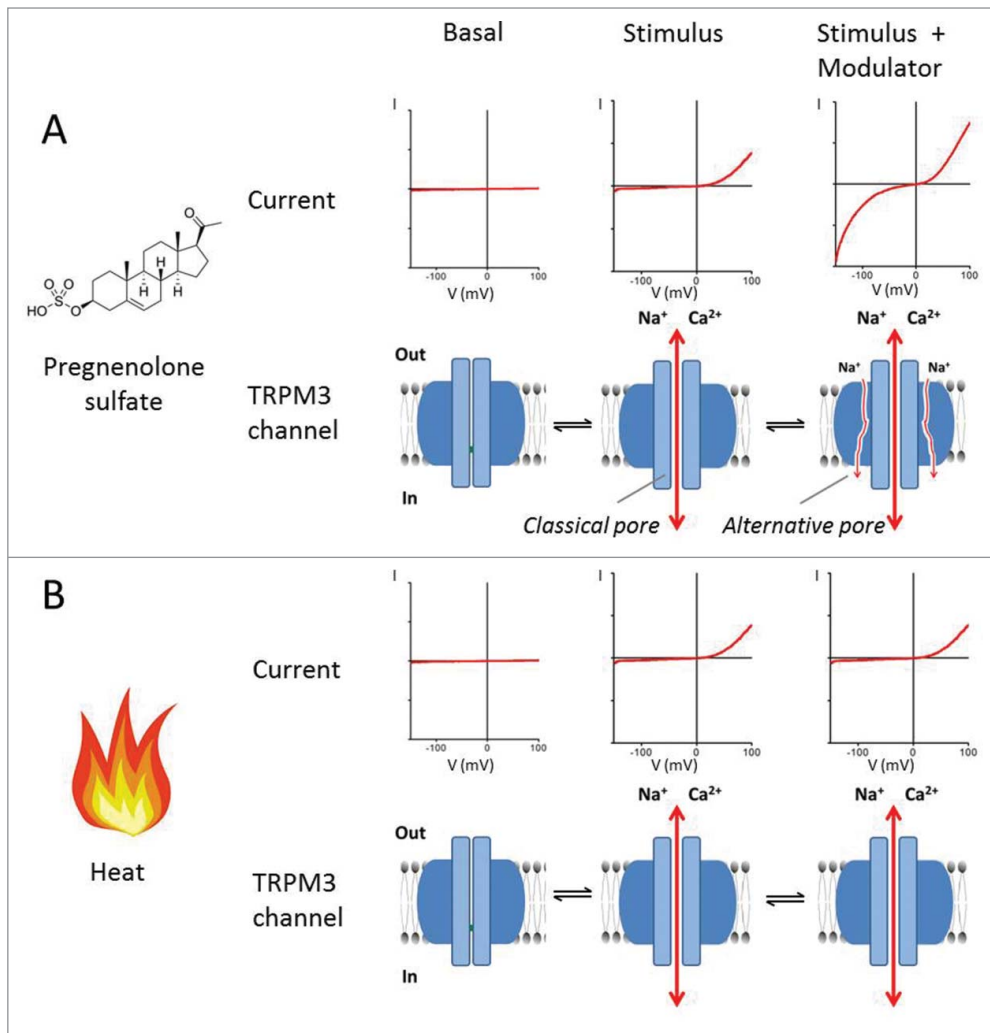 Basal
Stimulus
Stimulus +
Modulator
A
Current
I
-100
0
100
V (mV)
I
-100
0
100
V (mV)
I
-100
0
100
V (mV)
O
O
O
S
HO
O
H
H
H
Pregnenolone
sulfate
TRPM3
channel
Out
In
Na⁺ Ca²⁺
Classical pore
Na⁺ Ca²⁺
Na⁺
Na⁺
Alternative pore
B
Current
I
-100
0
100
V (mV)
I
-100
0
100
V (mV)
I
-100
0
100
V (mV)
Heat
TRPM3
channel
Out
In
Na⁺ Ca²⁺
Na⁺ Ca²⁺